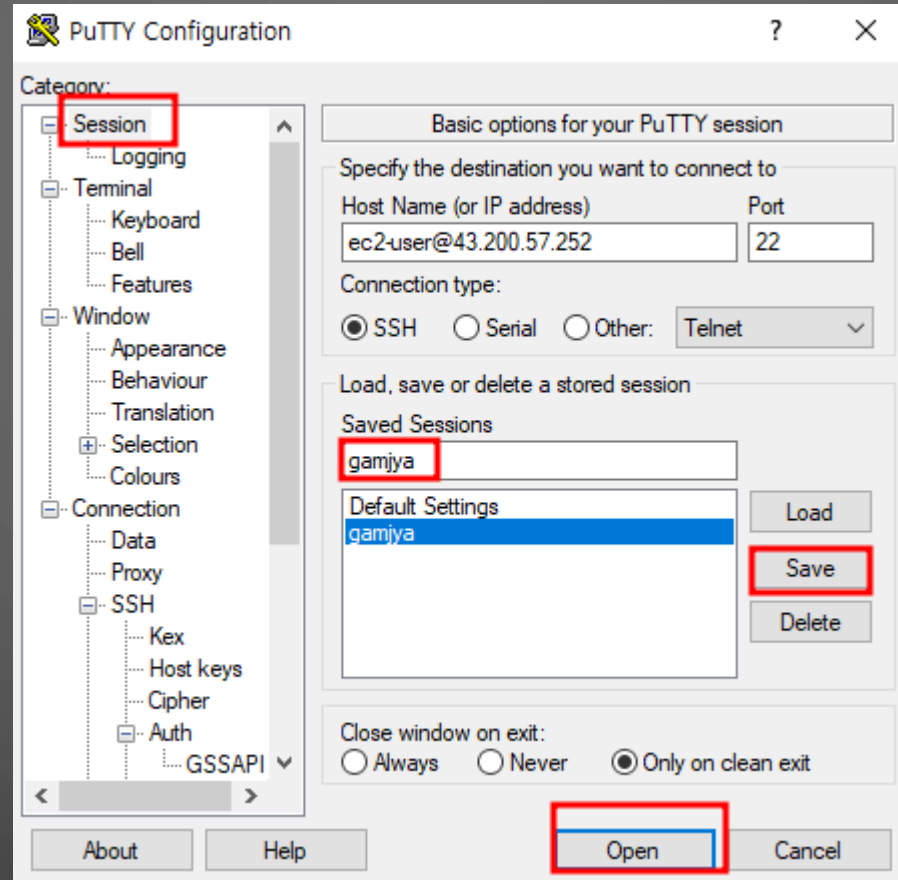 PuTTY Configuration
?
Category:
Session
Logging
Terminal
Keyboard
Bell
Features
Window
Appearance
Behaviour
Translation
Selection
Colours
Connection
Data
Proxy
SSH
Kex
Host keys
Cipher
Auth
GSSAPI
Basic options for your PuTTY session
Specify the destination you want to connect to
Host Name (or IP address) Port
ec2-user@43.200.57.252 22
Connection type:
SSH Serial Other: Telnet
Load, save or delete a stored session
Saved Sessions
gamjya
Default Settings
gamjya
Load
Save
Delete
Close window on exit:
Always Never Only on clean exit
About Help Open Cancel